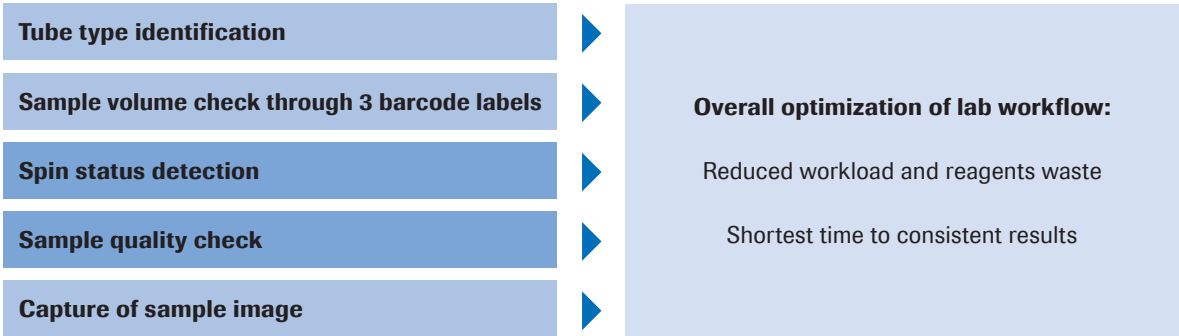 Tube type identification
Sample volume check through 3 barcode labels
Spin status detection
Sample quality check
Capture of sample image
Overall optimization of lab workflow:
Reduced workload and reagents waste
Shortest time to consistent results